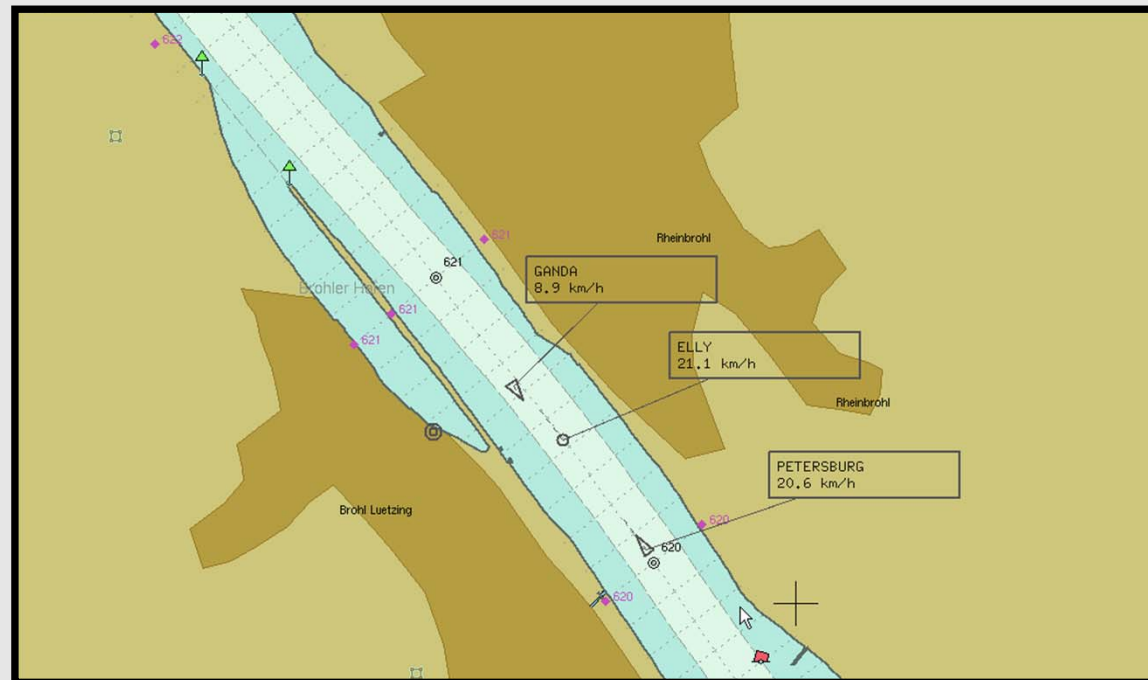 622
Rheinbrohl
621
621
GANDA
8.9 km/h
Brohler Hafen
621
621
ELLY
21.1 km/h
Rheinbrohl
PETERSBURG
20.6 km/h
Brohl Luetzing
620
620
620